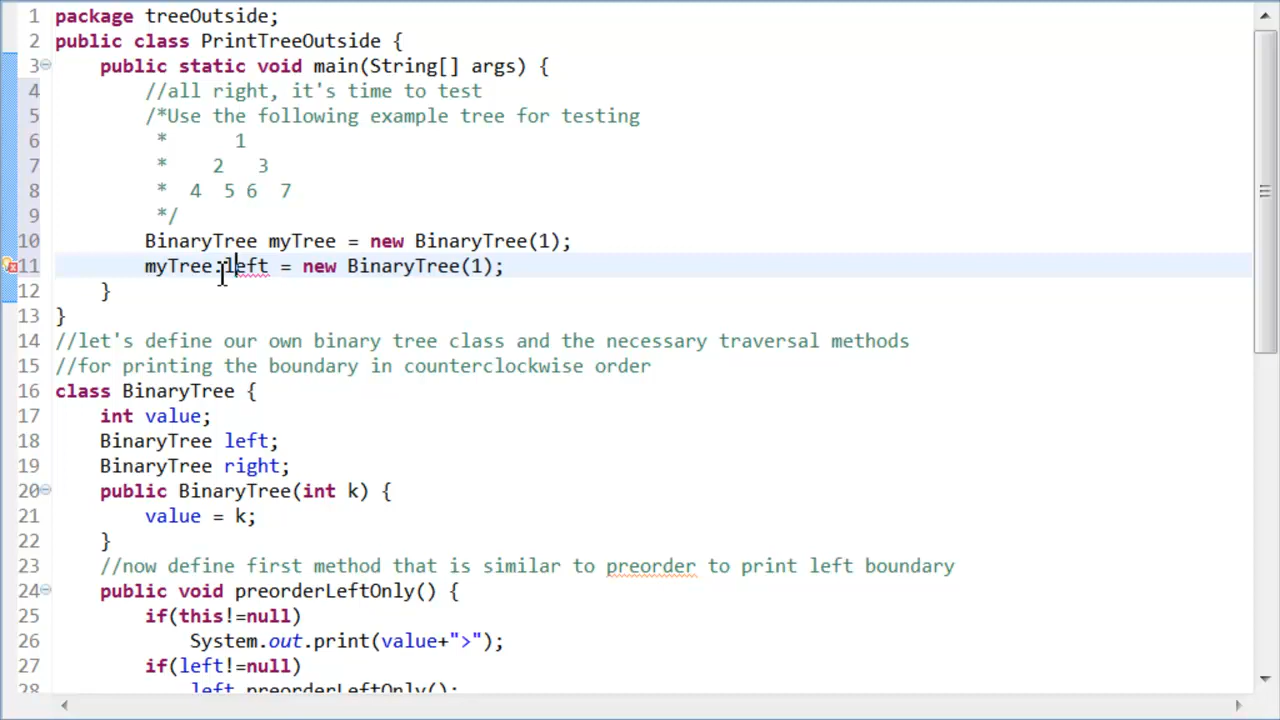 1 package treeOutside;
2 public class PrintTreeOutside {
3 public static void main(String[] args) {
4 //all right, it's time to test
5 /*Use the following example tree for testing
6 * 1
7 * 2 3
8 * 4 5 6 7
9 */
10 BinaryTree myTree = new BinaryTree(1);
11 myTree.left = new BinaryTree(1);
12 }
13 }
14 //let's define our own binary tree class and the necessary traversal methods
15 //for printing the boundary in counterclockwise order
16 class BinaryTree {
17 int value;
18 BinaryTree left;
19 BinaryTree right;
20 public BinaryTree(int k) {
21 value = k;
22 }
23 //now define first method that is similar to preorder to print left boundary
24 public void preorderLeftOnly() {
25 if(this!=null)
26 System.out.print(value+">");
27 if(left!=null)
28 left.preorderLeftOnly();